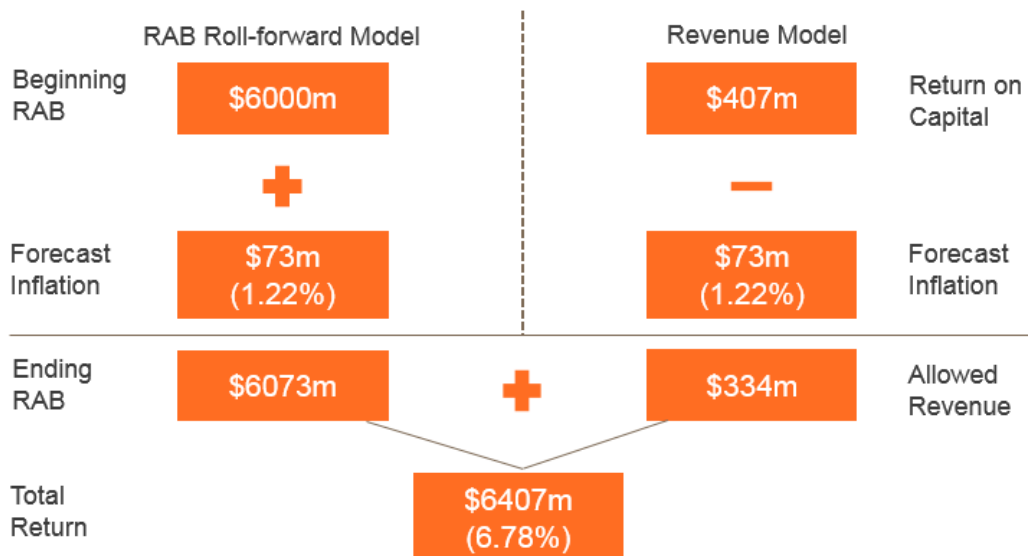 RAB Roll-forward Model
Revenue Model
Beginning
RAB
$6000m
$407m
Return on
Capital
+
−
Forecast
Inflation
$73m
(1.22%)
$73m
(1.22%)
Forecast
Inflation
Ending
RAB
$6073m
+
$334m
Allowed
Revenue
Total
Return
$6407m
(6.78%)